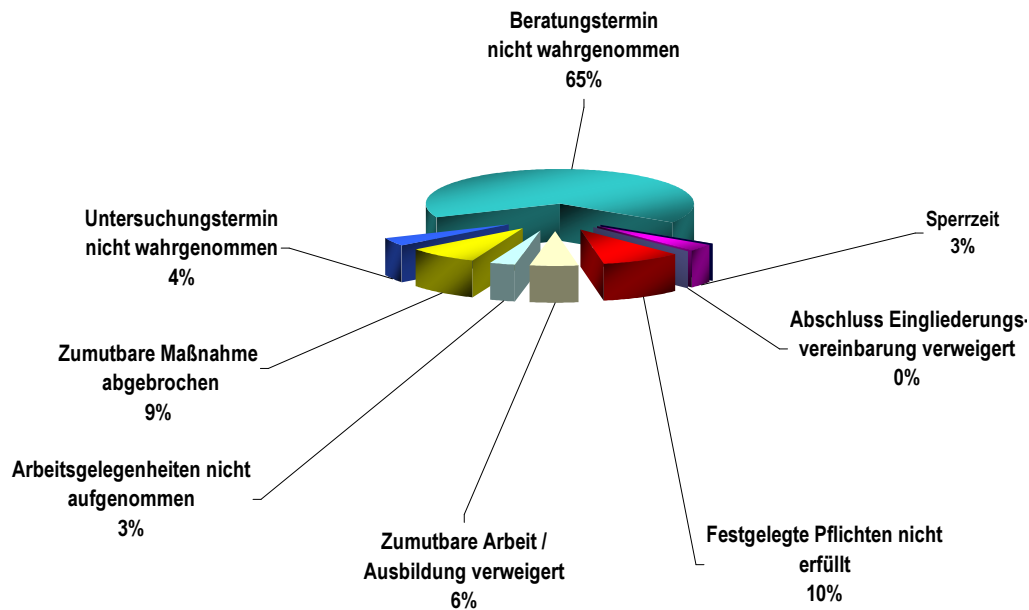 Beratungstermin
nicht wahrgenommen
65%
Untersuchungstermin
nicht wahrgenommen
4%
Sperrzeit
3%
Abschluss Eingliederungs-
vereinbarung verweigert
0%
Zumutbare Maßnahme
abgebrochen
9%
Arbeitsgelegenheiten nicht
aufgenommen
3%
Zumutbare Arbeit /
Ausbildung verweigert
6%
Festgelegte Pflichten nicht
erfüllt
10%